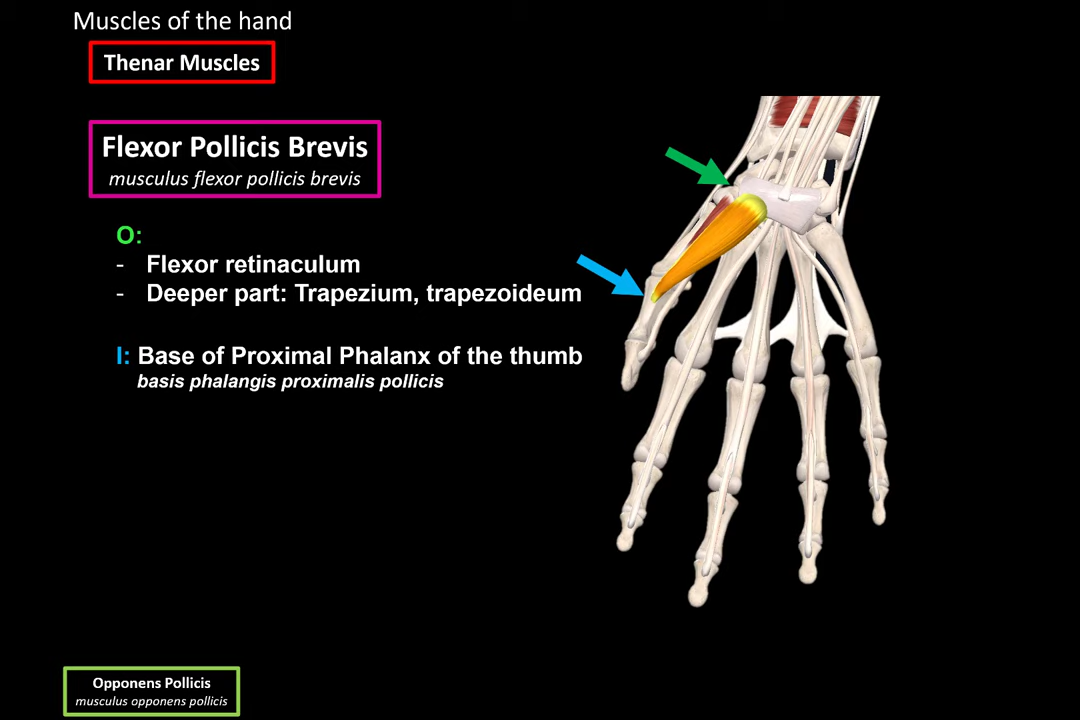 Muscles of the hand
Thenar Muscles
Flexor Pollicis Brevis
musculus flexor pollicis brevis
O:
- Flexor retinaculum
- Deeper part: Trapezium, trapezoideum
I: Base of Proximal Phalanx of the thumb
basis phalangis proximalis pollicis
Opponens Pollicis
musculus opponens pollicis